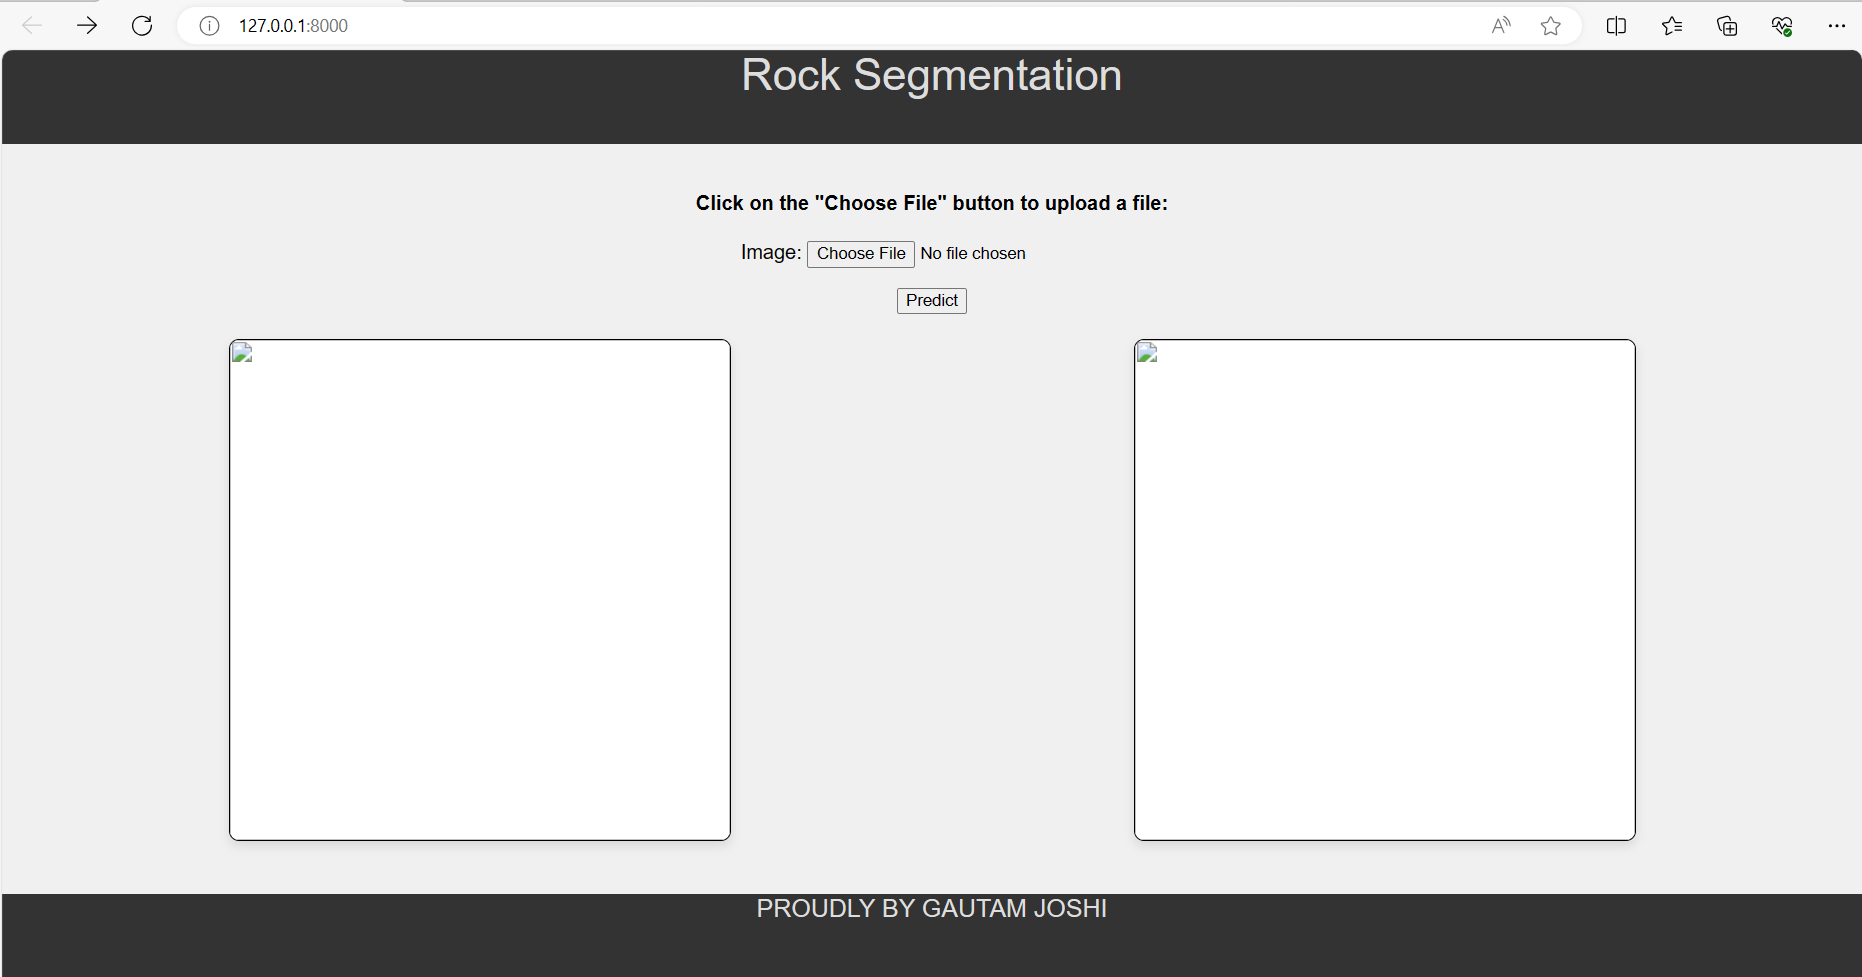 127.0.0.1:8000
Rock Segmentation
Click on the "Choose File" button to upload a file:
Image: Choose File No file chosen
Predict
PROUDLY BY GAUTAM JOSHI